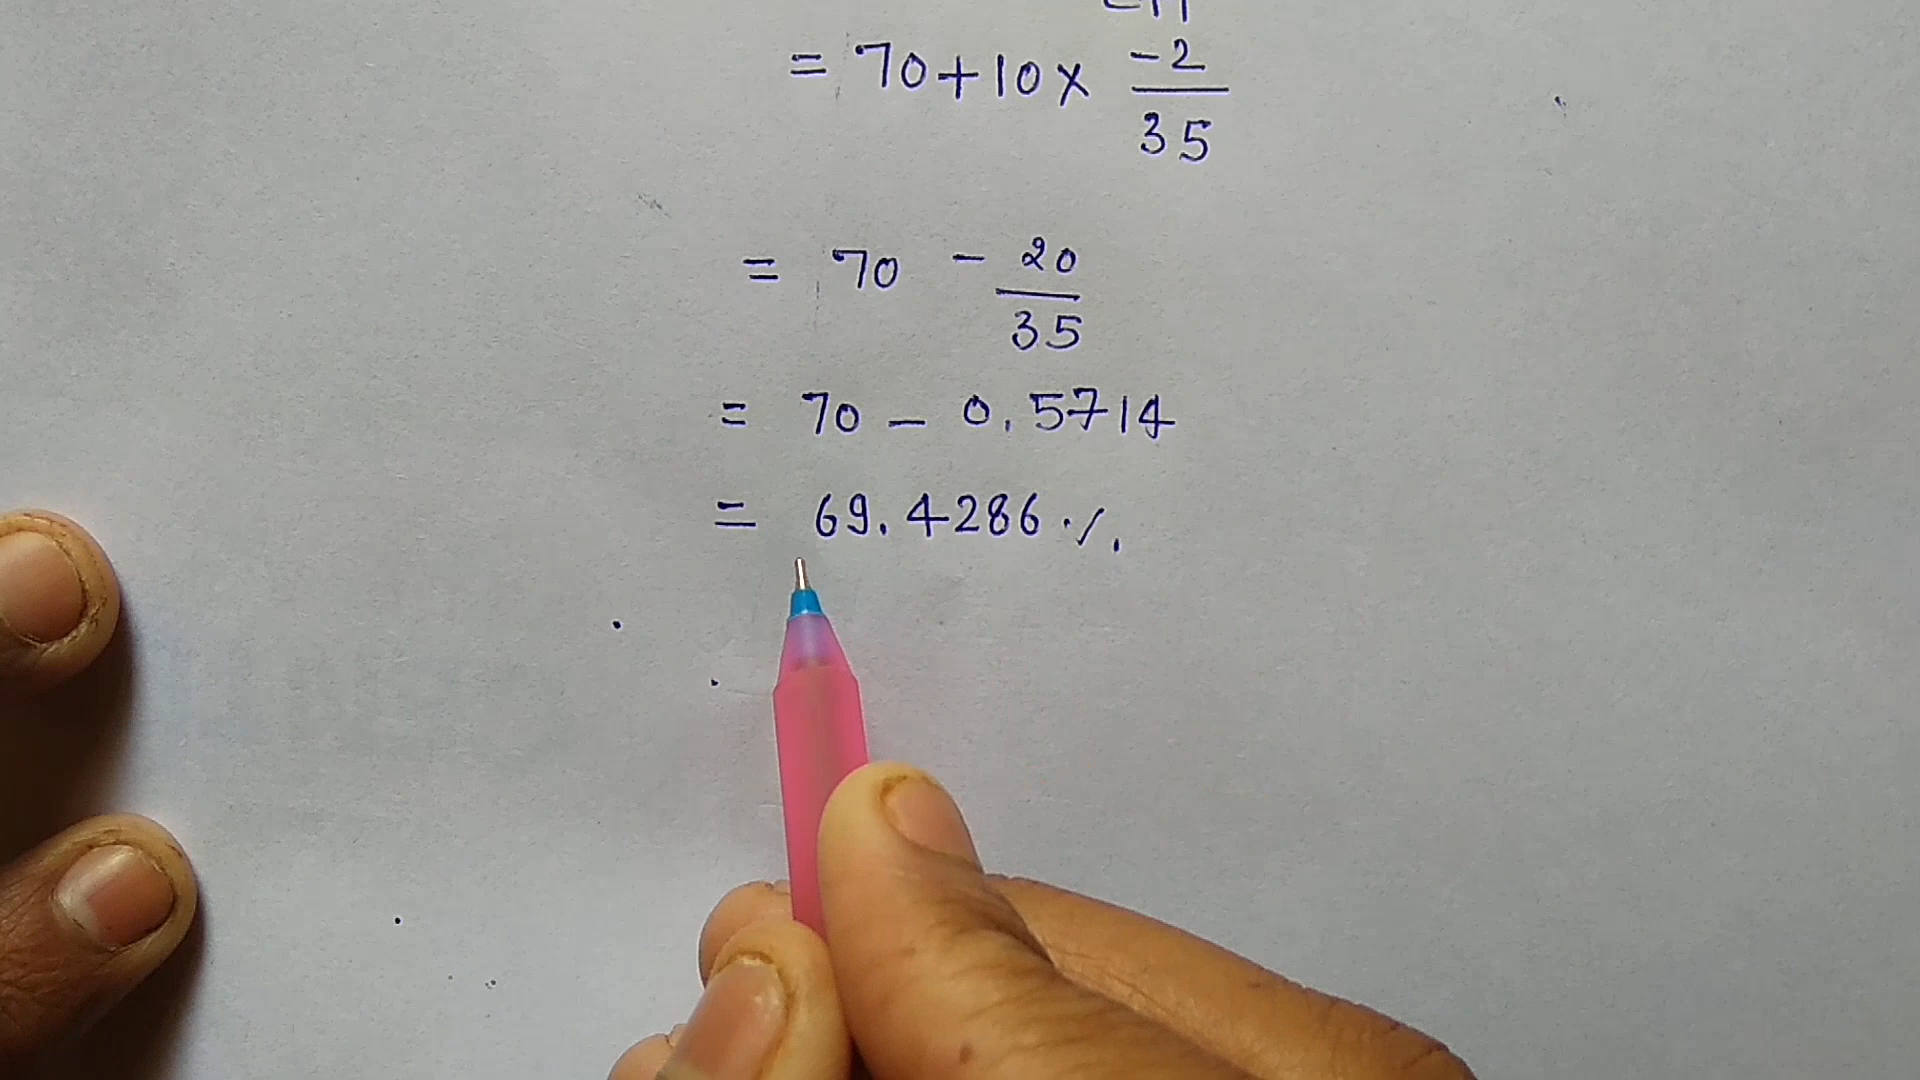 = 70+10× -2/35
= 70 - 20/35
= 70 - 0.5714
= 69.4286 %.